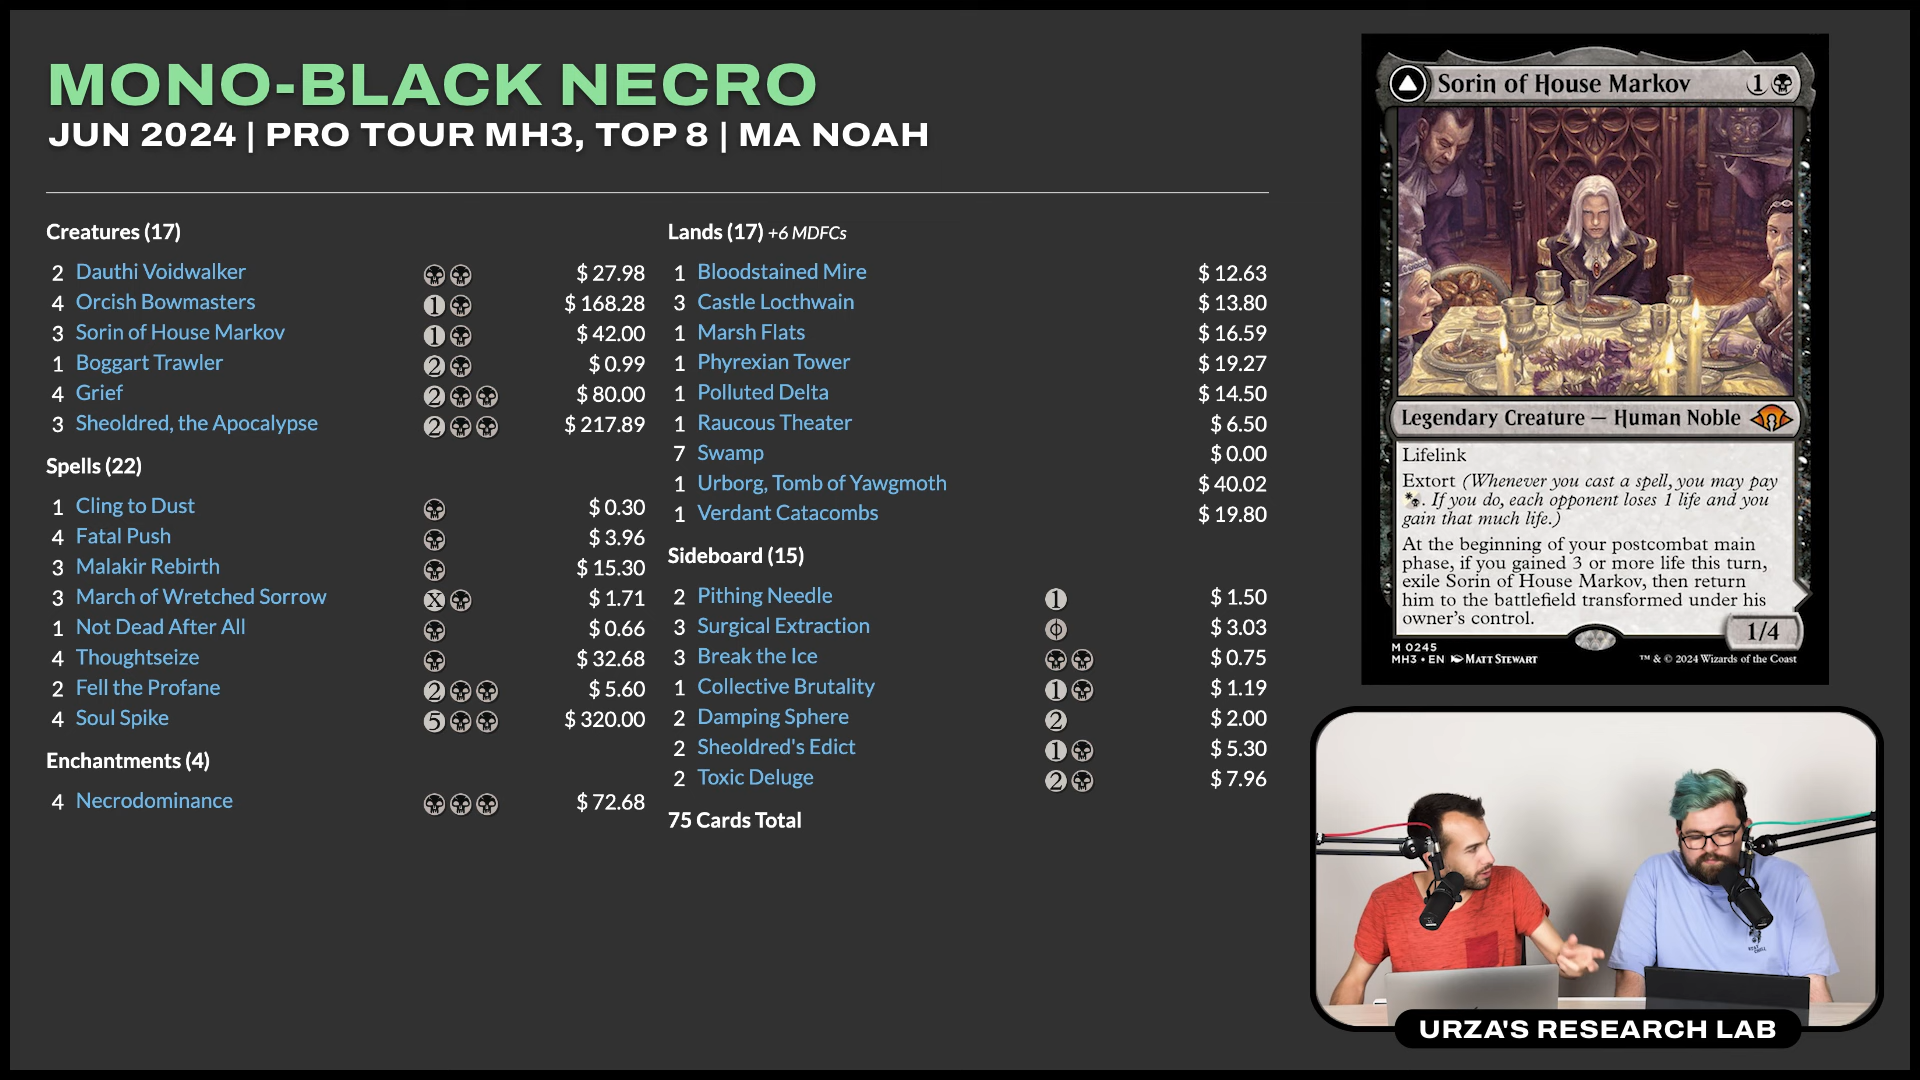 MONO-BLACK NECRO
JUN 2024 | PRO TOUR MH3, TOP 8 | MA NOAH
Creatures (17)
2 Dauthi Voidwalker $ 27.98
4 Orcish Bowmasters 1 $ 168.28
3 Sorin of House Markov 1 $ 42.00
1 Boggart Trawler 2 $ 0.99
4 Grief 2 $ 80.00
3 Sheoldred, the Apocalypse 2 $ 217.89
Spells (22)
1 Cling to Dust $ 0.30
4 Fatal Push $ 3.96
3 Malakir Rebirth $ 15.30
3 March of Wretched Sorrow X $ 1.71
1 Not Dead After All $ 0.66
4 Thoughtseize $ 32.68
2 Fell the Profane 2 $ 5.60
4 Soul Spike 5 $ 320.00
Enchantments (4)
4 Necrodominance $ 72.68
Lands (17) +6 MDFCs
1 Bloodstained Mire $ 12.63
3 Castle Locthwain $ 13.80
1 Marsh Flats $ 16.59
1 Phyrexian Tower $ 19.27
1 Polluted Delta $ 14.50
1 Raucous Theater $ 6.50
7 Swamp $ 0.00
1 Urborg, Tomb of Yawgmoth $ 40.02
1 Verdant Catacombs $ 19.80
Sideboard (15)
2 Pithing Needle 1 $ 1.50
3 Surgical Extraction $ 3.03
3 Break the Ice $ 0.75
1 Collective Brutality 1 $ 1.19
2 Damping Sphere 2 $ 2.00
2 Sheoldred's Edict 1 $ 5.30
2 Toxic Deluge 2 $ 7.96
75 Cards Total
Sorin of House Markov 1
Legendary Creature — Human Noble
Lifelink
Extort (Whenever you cast a spell, you may pay
. If you do, each opponent loses 1 life and you
gain that much life.)
At the beginning of your postcombat main
phase, if you gained 3 or more life this turn,
exile Sorin of House Markov, then return
him to the battlefield transformed under his
owner's control.
1/4
M 0245
MH3 • EN MATT STEWART
™ & © 2024 Wizards of the Coast
URZA'S RESEARCH LAB